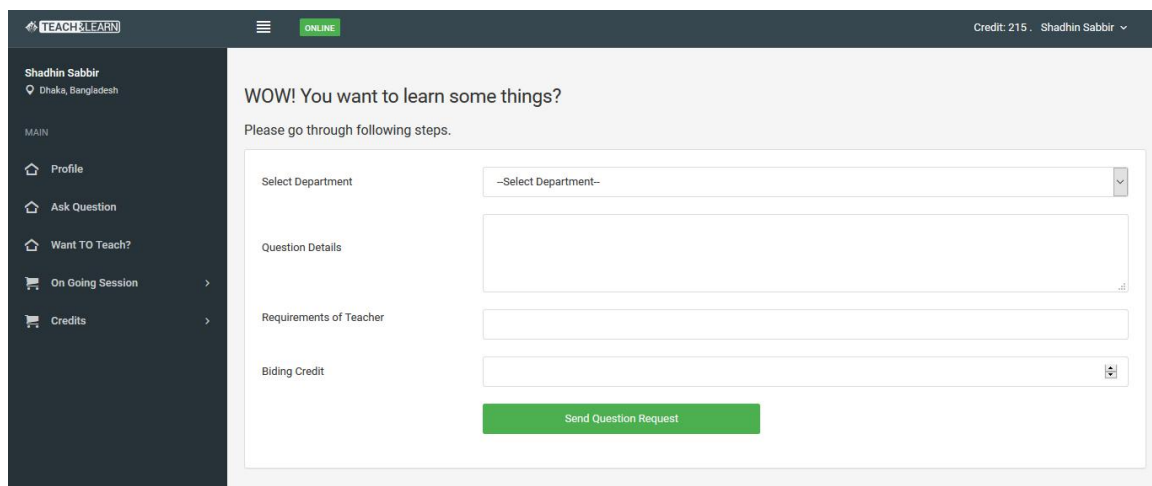 TEACH&LEARN
ONLINE
Credit: 215 . Shadhin Sabbir
Shadhin Sabbir
Dhaka, Bangladesh
MAIN
Profile
Ask Question
Want TO Teach?
On Going Session
Credits
WOW! You want to learn some things?
Please go through following steps.
Select Department
--Select Department--
Question Details
Requirements of Teacher
Biding Credit
Send Question Request